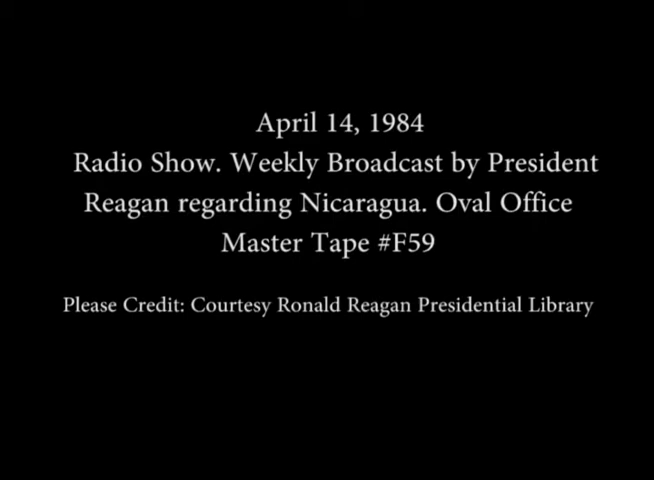 April 14, 1984
Radio Show. Weekly Broadcast by President
Reagan regarding Nicaragua. Oval Office
Master Tape #F59
Please Credit: Courtesy Ronald Reagan Presidential Library